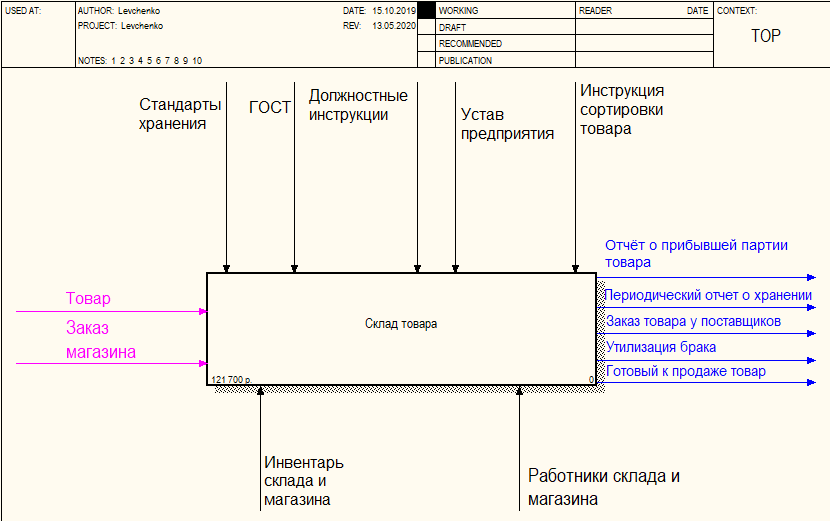 USED AT:
AUTHOR: Levchenko
DATE: 15.10.2019
PROJECT: Levchenko
REV: 13.05.2020
NOTES: 1 2 3 4 5 6 7 8 9 10
WORKING
DRAFT
RECOMMENDED
PUBLICATION
READER
DATE
CONTEXT:
TOP
Стандарты
хранения
ГОСТ
Должностные
инструкции
Устав
предприятия
Инструкция
сортировки
товара
Товар
Заказ
магазина
Склад товара
121 700 р.
0
Отчёт о прибывшей партии
товара
Периодический отчет о хранении
Заказ товара у поставщиков
Утилизация брака
Готовый к продаже товар
Инвентарь
склада и
магазина
Работники склада и
магазина